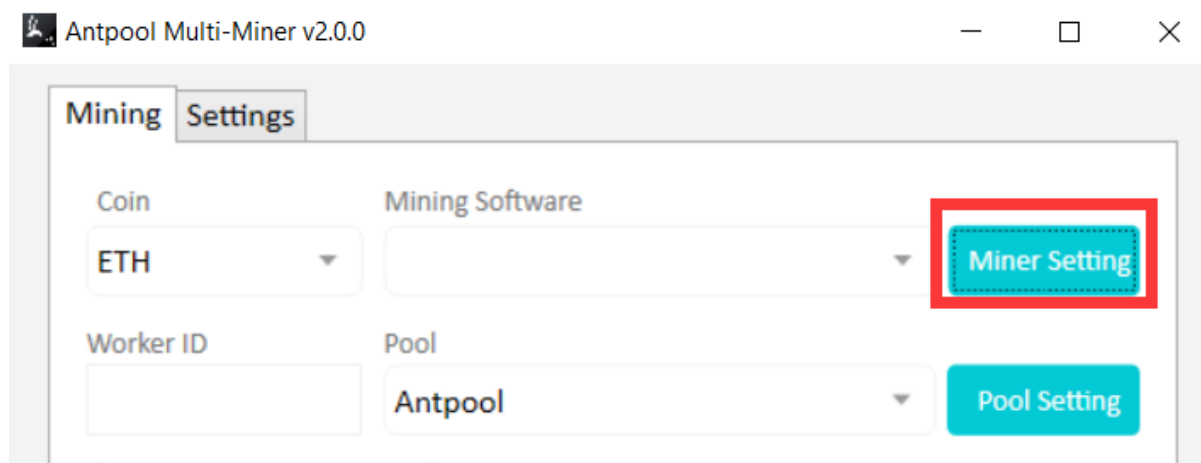 Antpool Multi-Miner v2.0.0
Mining Settings
Coin Mining Software
ETH Miner Setting
Worker ID Pool
Antpool Pool Setting